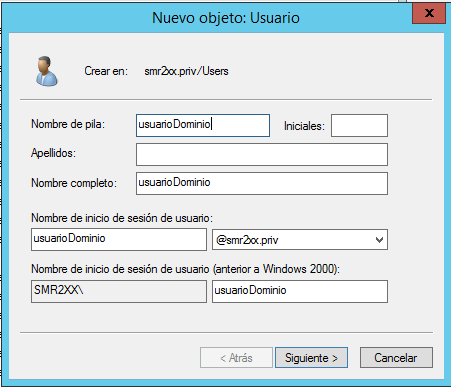 Nuevo objeto: Usuario
x
Crear en: smr2xx.priv/Users
Nombre de pila: usuarioDominio Iniciales:
Apellidos:
Nombre completo: usuarioDominio
Nombre de inicio de sesión de usuario:
usuarioDominio @smr2xx.priv
Nombre de inicio de sesión de usuario (anterior a Windows 2000):
SMR2XX\ usuarioDominio
< Atrás Siguiente > Cancelar